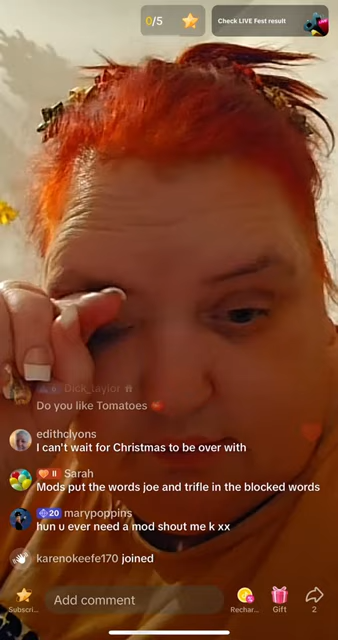 0/5
Check LIVE Fest result
Dick_taylor
Do you like Tomatoes
edithclyons
I can't wait for Christmas to be over with
II Sarah
Mods put the words joe and trifle in the blocked words
20 marypoppins
hun u ever need a mod shout me k xx
karenokeefe170 joined
Subscri...
Add comment
Rechar...
Gift
2